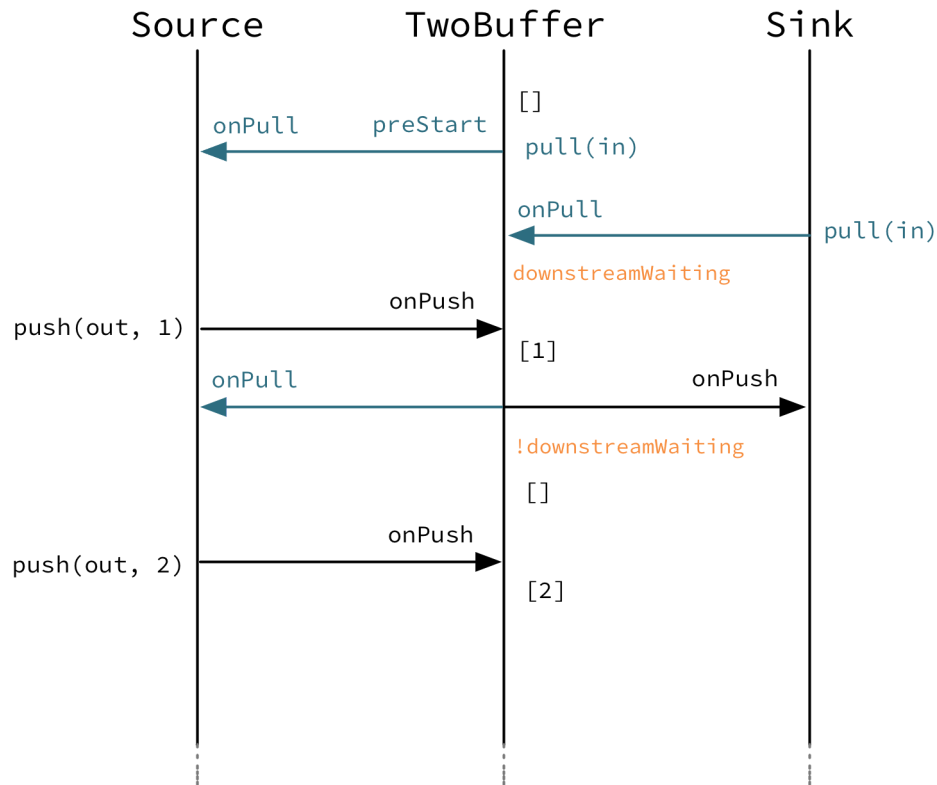 Source TwoBuffer Sink
[]
onPull preStart pull(in)
onPull pull(in)
downstreamWaiting
onPush
push(out, 1)
[1]
onPull onPush
!downstreamWaiting
[]
onPush
push(out, 2)
[2]